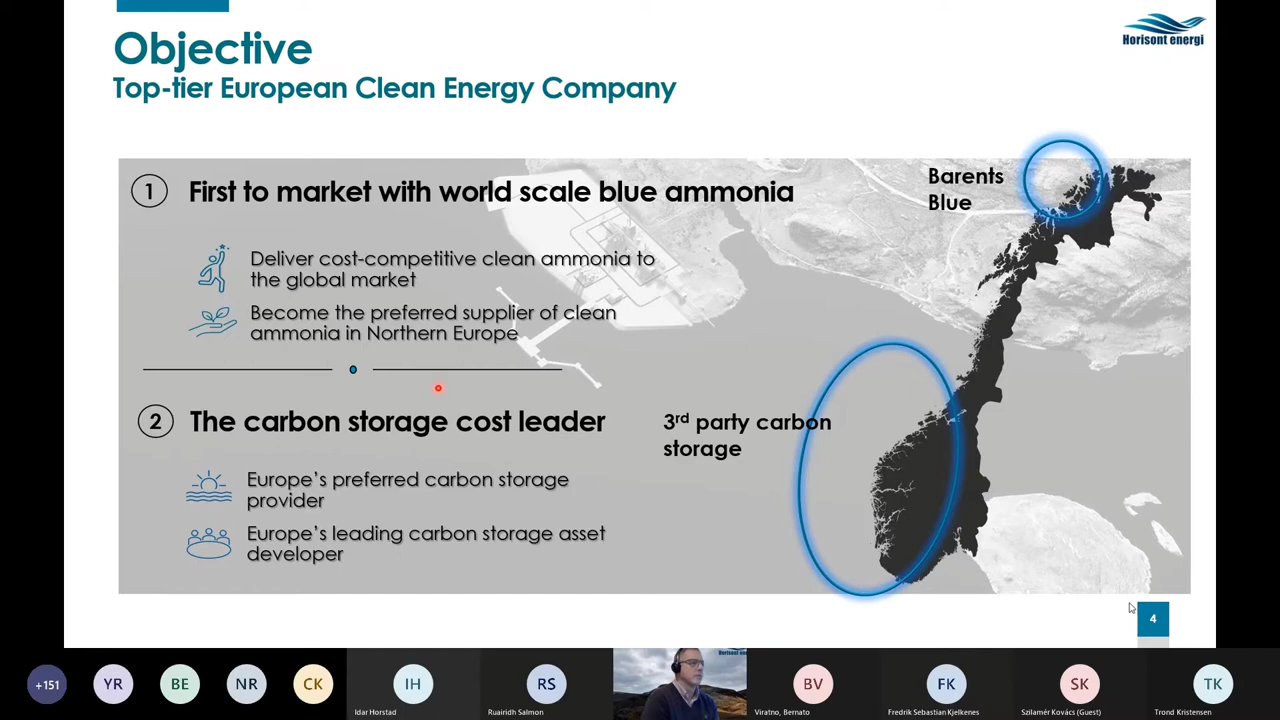 Objective
Top-tier European Clean Energy Company
Horisont energi
1
First to market with world scale blue ammonia
Deliver cost-competitive clean ammonia to
the global market
Become the preferred supplier of clean
ammonia in Northern Europe
Barents
Blue
2
The carbon storage cost leader
Europe's preferred carbon storage
provider
Europe's leading carbon storage asset
developer
3rd party carbon
storage
4
+151
YR
BE
NR
CK
IH
Idar Horstad
RS
Ruairidh Salmon
Horisont en
BV
Viratno, Bernato
FK
Fredrik Sebastian Kjelkenes
SK
Szilamér Kovács (Guest)
TK
Trond Kristensen